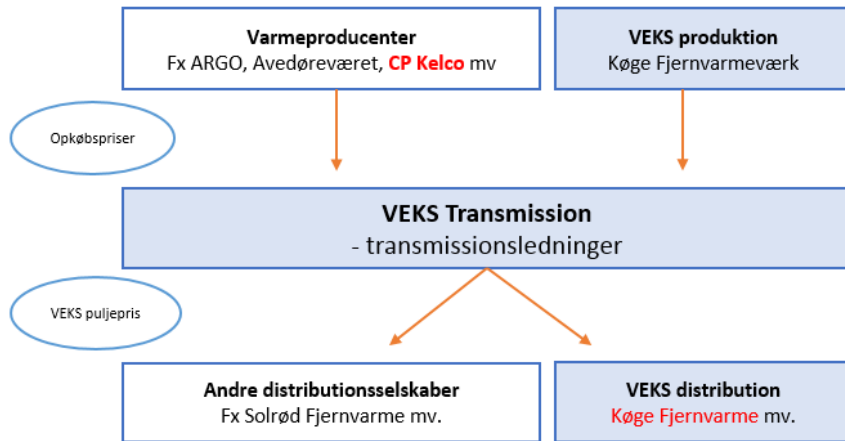 Varmeproducenter
Fx ARGO, Avedøreværet, CP Kelco mv
VEKS produktion
Køge Fjernvarmeværk
Opkøbspriser
VEKS Transmission
- transmissionsledninger
VEKS puljepris
Andre distributionsselskaber
Fx Solrød Fjernvarme mv.
VEKS distribution
Køge Fjernvarme mv.